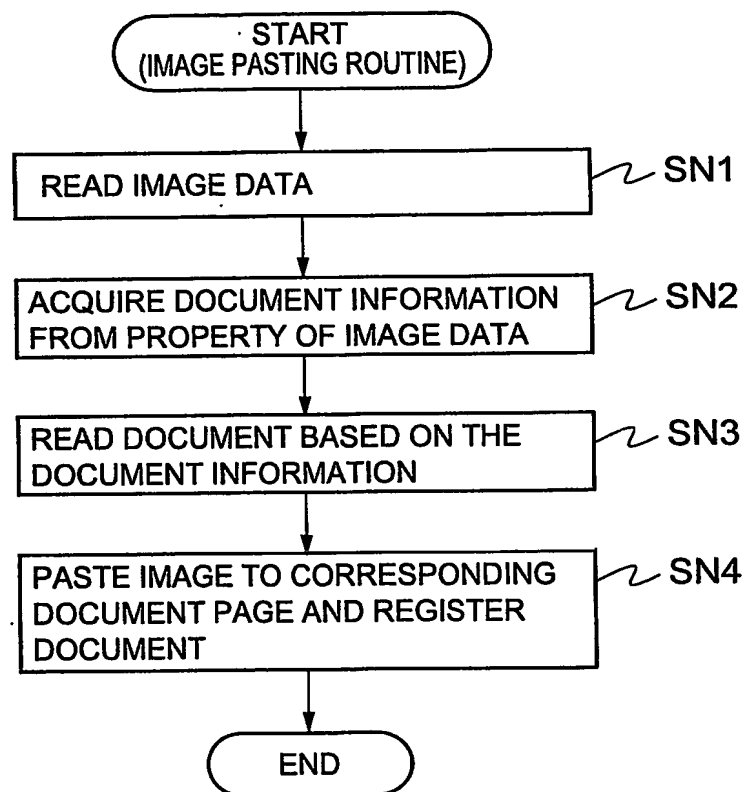 START
(IMAGE PASTING ROUTINE)
READ IMAGE DATA
SN1
ACQUIRE DOCUMENT INFORMATION
FROM PROPERTY OF IMAGE DATA
SN2
READ DOCUMENT BASED ON THE
DOCUMENT INFORMATION
SN3
PASTE IMAGE TO CORRESPONDING
DOCUMENT PAGE AND REGISTER
DOCUMENT
SN4
END